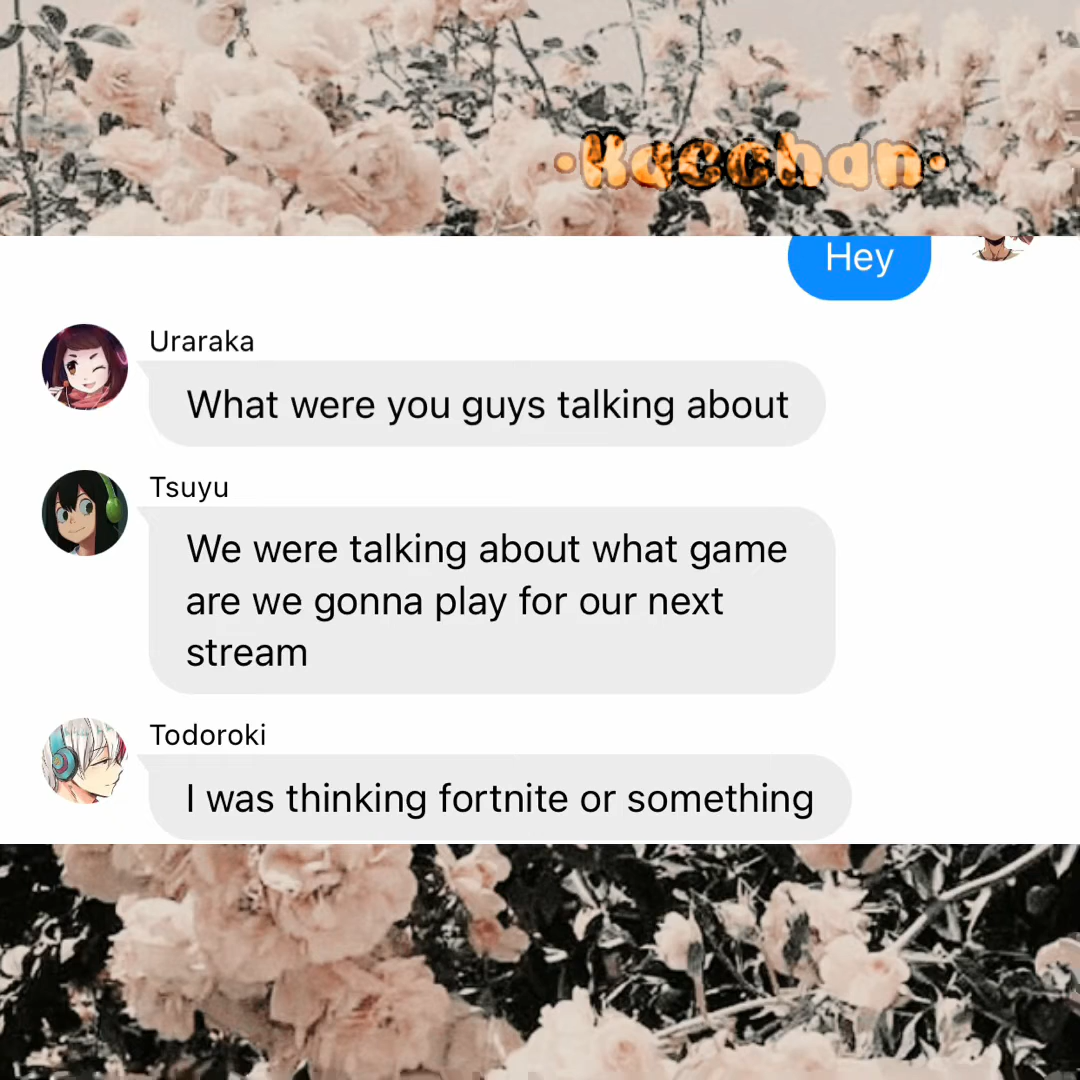 ·Kacchan·
Hey
Uraraka
What were you guys talking about
Tsuyu
We were talking about what game
are we gonna play for our next
stream
Todoroki
I was thinking fortnite or something